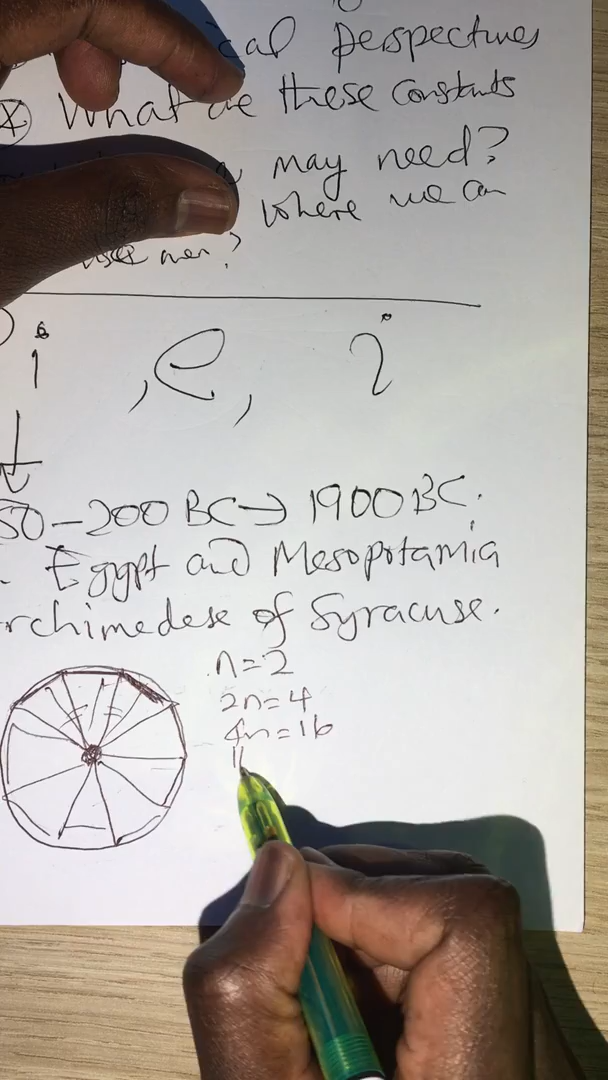 cal perspectives
What are these constants
may need?
where we can
use
i , e , i
50-200 BC → 1900 BC.
Egypt and Mesopotamia
rchimedese of Syracuse.
n=2
2n=4
4n=16